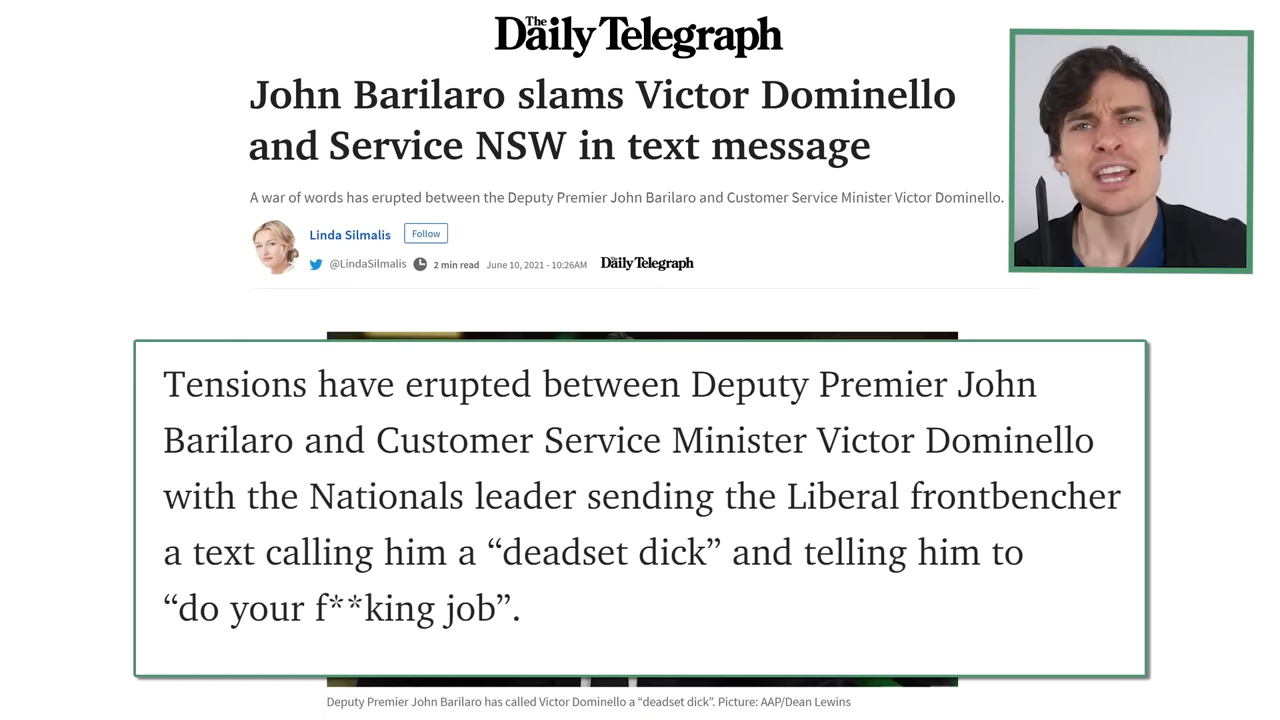 The Daily Telegraph
John Barilaro slams Victor Dominello
and Service NSW in text message
A war of words has erupted between the Deputy Premier John Barilaro and Customer Service Minister Victor Dominello.
Linda Silmalis Follow
@LindaSilmalis 2 min read June 10, 2021 - 10:26AM The Daily Telegraph
Tensions have erupted between Deputy Premier John
Barilaro and Customer Service Minister Victor Dominello
with the Nationals leader sending the Liberal frontbencher
a text calling him a “deadset dick” and telling him to
“do your f**king job”.
Deputy Premier John Barilaro has called Victor Dominello a “deadset dick”. Picture: AAP/Dean Lewins